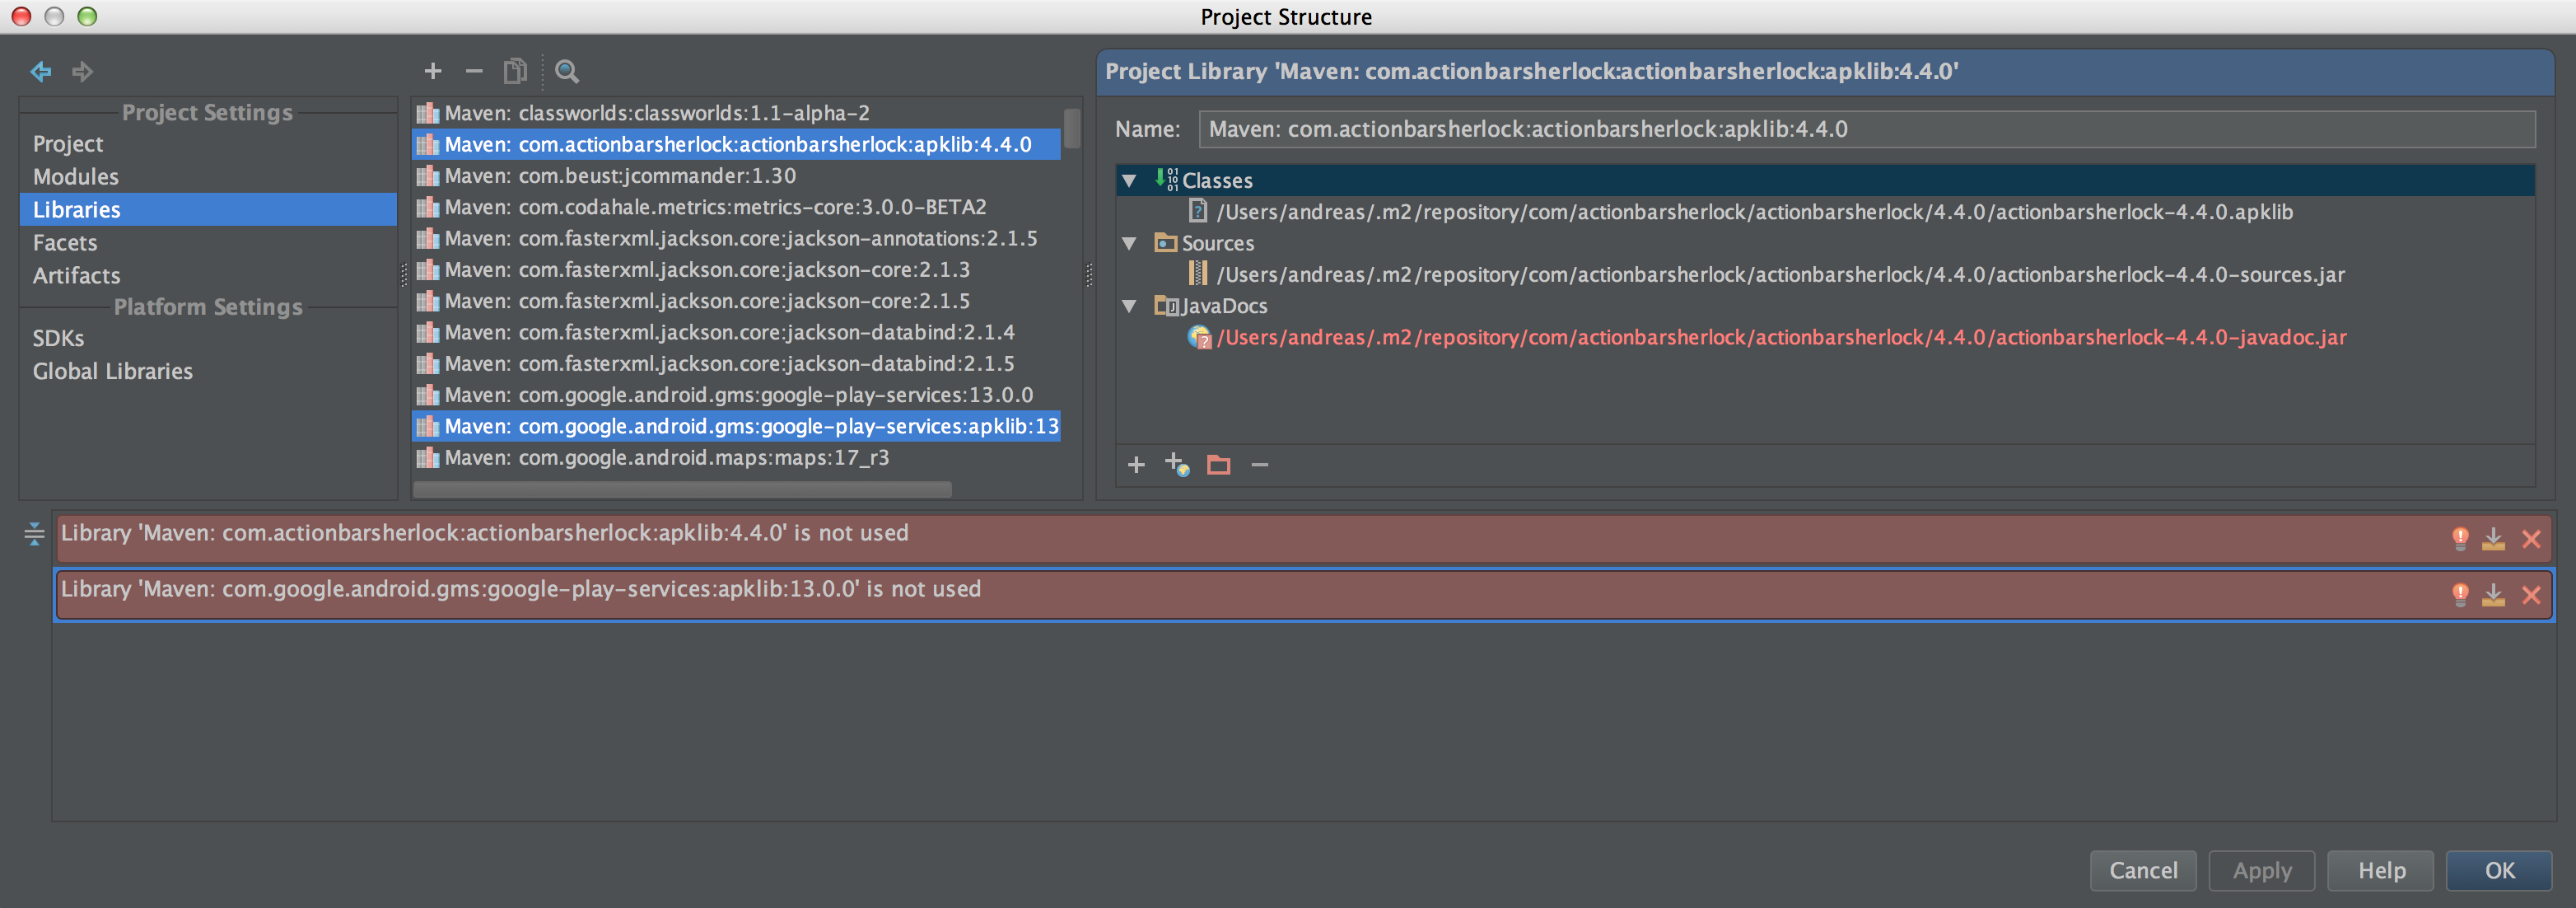 Project Structure
Project Settings
Project
Modules
Libraries
Facets
Artifacts
Platform Settings
SDKs
Global Libraries
Maven: classworlds:classworlds:1.1-alpha-2
Maven: com.actionbarsherlock:actionbarsherlock:apklib:4.4.0
Maven: com.beust:jcommander:1.30
Maven: com.codahale.metrics:metrics-core:3.0.0-BETA2
Maven: com.fasterxml.jackson.core:jackson-annotations:2.1.5
Maven: com.fasterxml.jackson.core:jackson-core:2.1.3
Maven: com.fasterxml.jackson.core:jackson-core:2.1.5
Maven: com.fasterxml.jackson.core:jackson-databind:2.1.4
Maven: com.fasterxml.jackson.core:jackson-databind:2.1.5
Maven: com.google.android.gms:google-play-services:13.0.0
Maven: com.google.android.gms:google-play-services:apklib:13
Maven: com.google.android.maps:maps:17_r3
Project Library 'Maven: com.actionbarsherlock:actionbarsherlock:apklib:4.4.0'
Name: Maven: com.actionbarsherlock:actionbarsherlock:apklib:4.4.0
Classes
/Users/andreas/.m2/repository/com/actionbarsherlock/actionbarsherlock/4.4.0/actionbarsherlock-4.4.0.apklib
Sources
/Users/andreas/.m2/repository/com/actionbarsherlock/actionbarsherlock/4.4.0/actionbarsherlock-4.4.0-sources.jar
JavaDocs
/Users/andreas/.m2/repository/com/actionbarsherlock/actionbarsherlock/4.4.0/actionbarsherlock-4.4.0-javadoc.jar
Library 'Maven: com.actionbarsherlock:actionbarsherlock:apklib:4.4.0' is not used
Library 'Maven: com.google.android.gms:google-play-services:apklib:13.0.0' is not used
Cancel
Apply
Help
OK